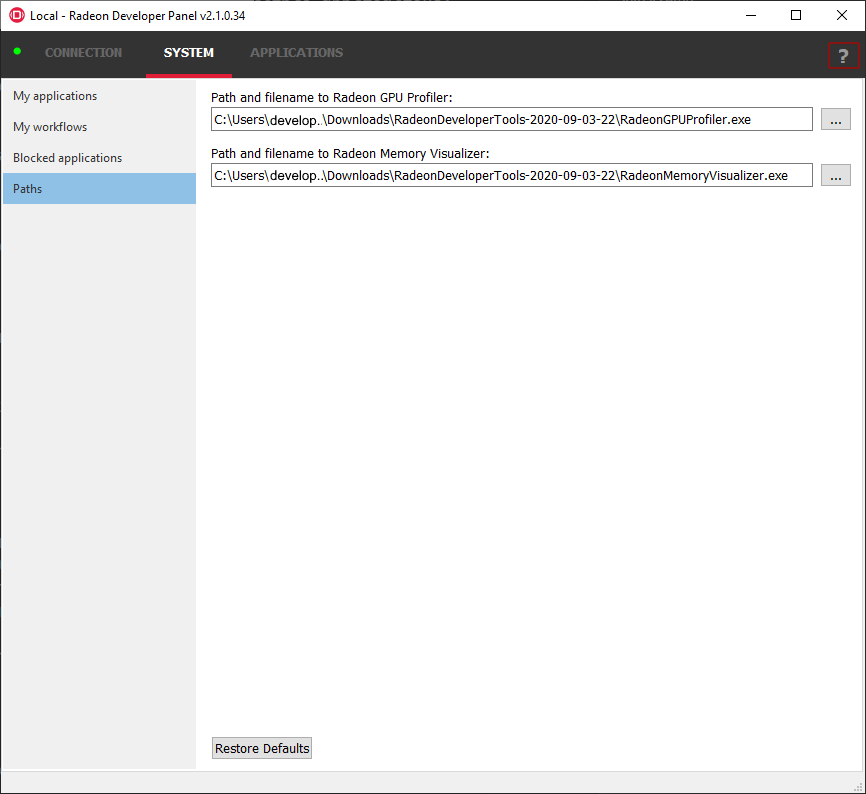 Local - Radeon Developer Panel v2.1.0.34
CONNECTION SYSTEM APPLICATIONS ?
My applications
My workflows
Blocked applications
Paths
Path and filename to Radeon GPU Profiler:
C:\Users\develop..\Downloads\RadeonDeveloperTools-2020-09-03-22\RadeonGPUProfiler.exe ...
Path and filename to Radeon Memory Visualizer:
C:\Users\develop..\Downloads\RadeonDeveloperTools-2020-09-03-22\RadeonMemoryVisualizer.exe ...
Restore Defaults